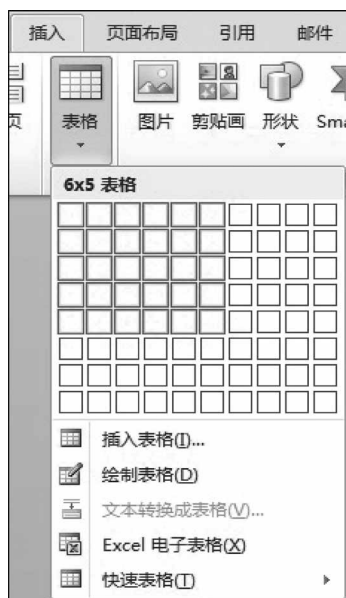 插入 页面布局 引用 邮件
页 表格 图片 剪贴画 形状 Sma
6x5 表格
插入表格(I)...
绘制表格(D)
文本转换成表格(V)...
Excel 电子表格(X)
快速表格(T)